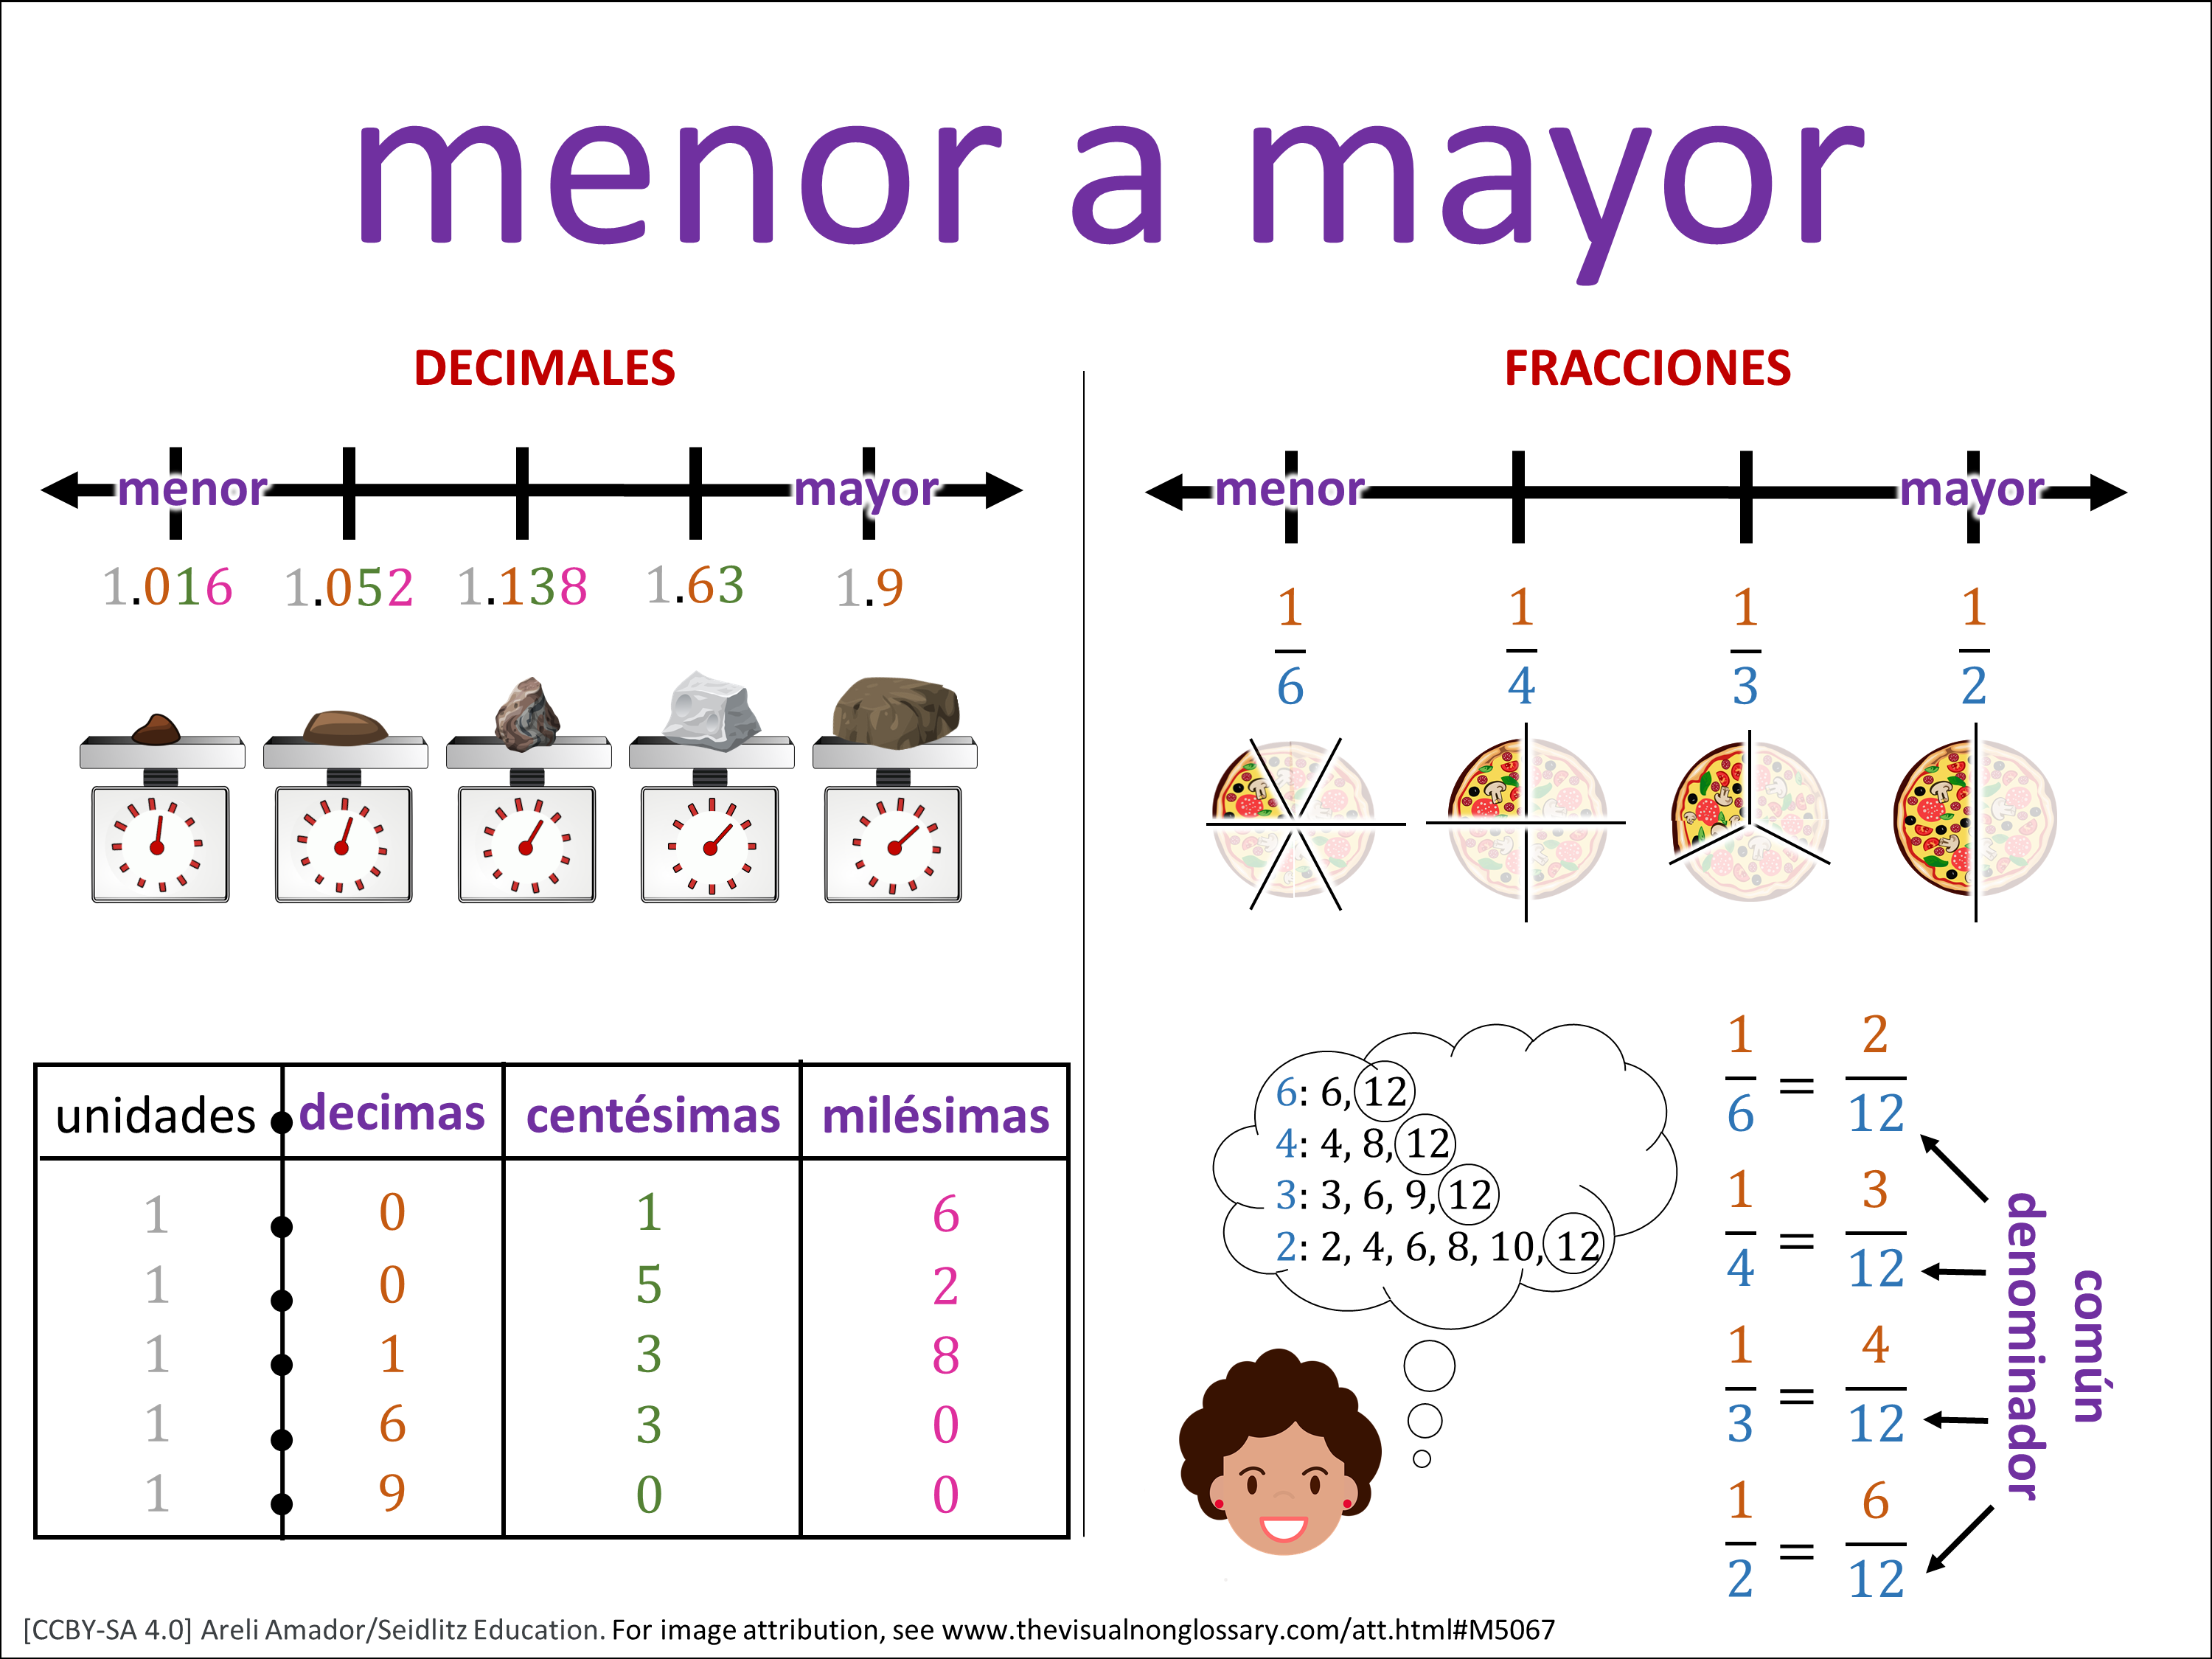 menor a mayor
DECIMALES
menor mayor
1.016 1.052 1.138 1.63 1.9
unidades decimas centésimas milésimas
1 0 1 6
1 0 5 2
1 1 3 8
1 6 3 0
1 9 0 0
FRACCIONES
menor mayor
1/6 1/4 1/3 1/2
6: 6, 12
4: 4, 8, 12
3: 3, 6, 9, 12
2: 2, 4, 6, 8, 10, 12
1/6 = 2/12
1/4 = 3/12
1/3 = 4/12
1/2 = 6/12
común
denominador
[CCBY-SA 4.0] Areli Amador/Seidlitz Education. For image attribution, see www.thevisualnonglossary.com/att.html#M5067